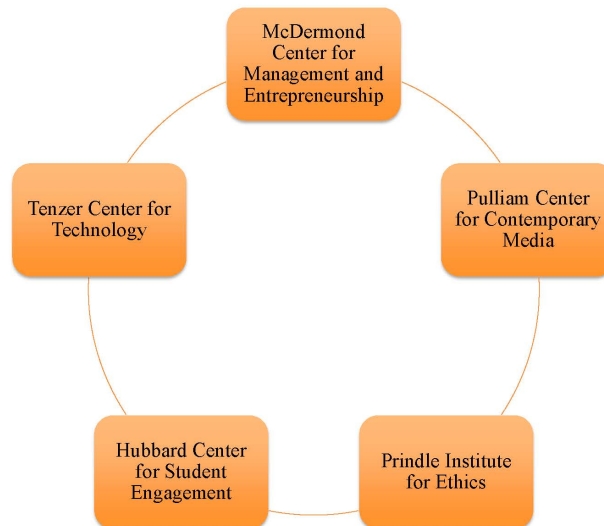 McDermond
Center for
Management and
Entrepreneurship
Pulliam Center
for Contemporary
Media
Prindle Institute
for Ethics
Hubbard Center
for Student
Engagement
Tenzer Center for
Technology